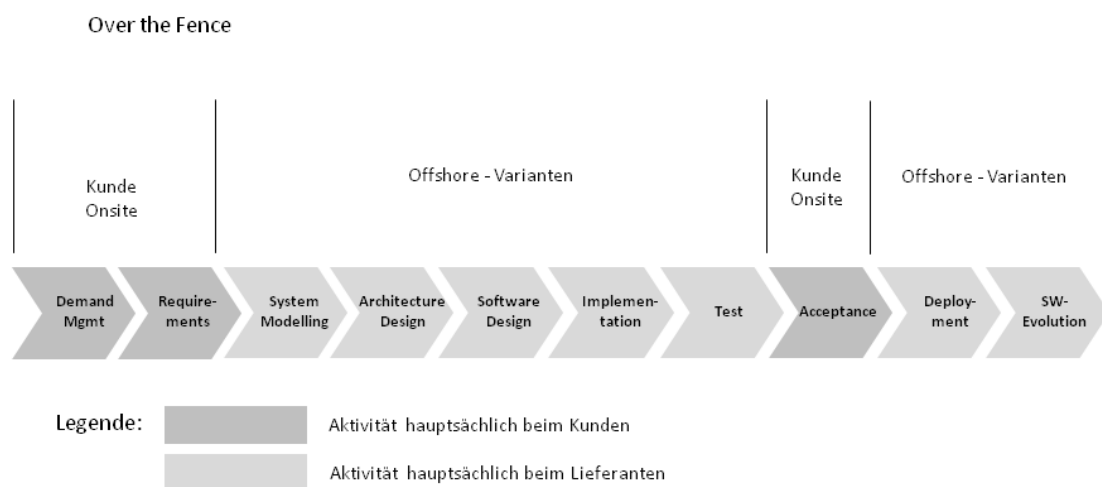 Over the Fence
Kunde
Onsite
Offshore - Varianten
Kunde
Onsite
Offshore - Varianten
Demand
Mgmt
Require-
ments
System
Modelling
Architecture
Design
Software
Design
Implemen-
tation
Test
Acceptance
Deploy-
ment
SW-
Evolution
Legende:
Aktivität hauptsächlich beim Kunden
Aktivität hauptsächlich beim Lieferanten